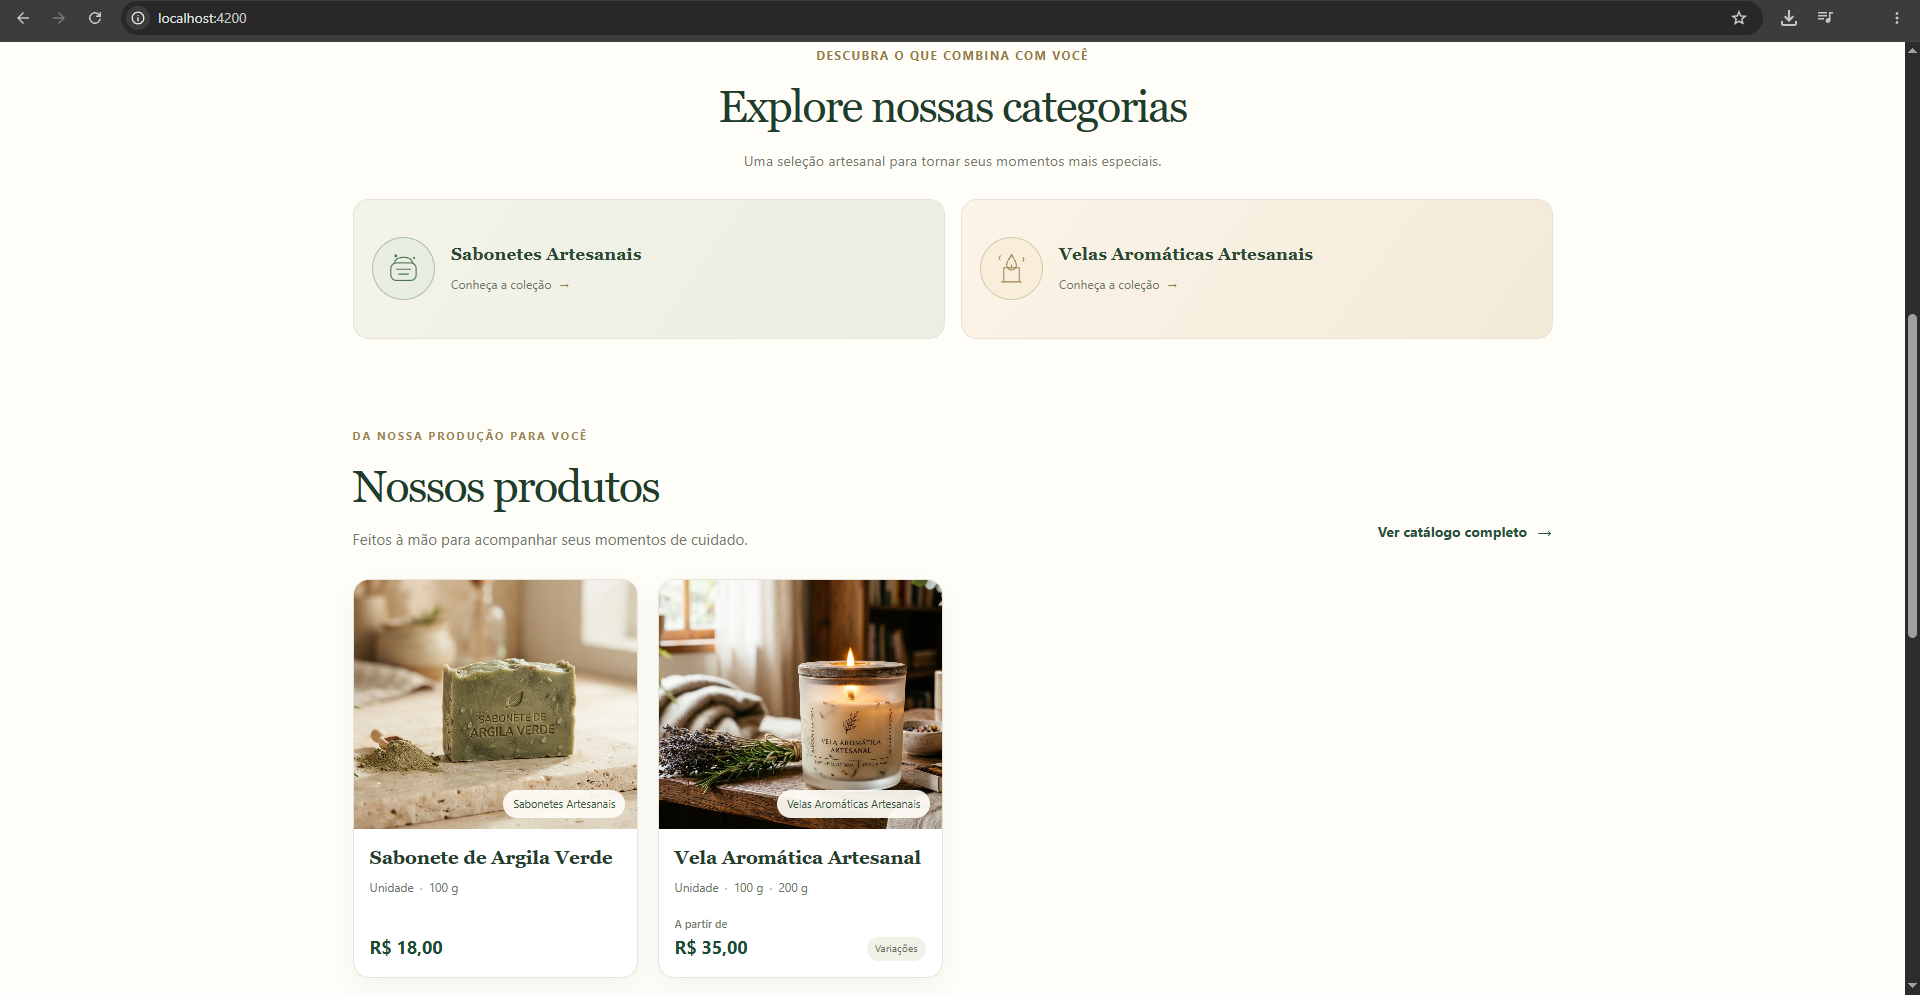 localhost:4200
DESCUBRA O QUE COMBINA COM VOCÊ
Explore nossas categorias
Uma seleção artesanal para tornar seus momentos mais especiais.
Sabonetes Artesanais
Conheça a coleção →
Velas Aromáticas Artesanais
Conheça a coleção →
DA NOSSA PRODUÇÃO PARA VOCÊ
Nossos produtos
Feitos à mão para acompanhar seus momentos de cuidado.
Ver catálogo completo →
SABONETE DE
ARGILA VERDE
Sabonetes Artesanais
Sabonete de Argila Verde
Unidade · 100 g
R$ 18,00
VELA AROMÁTICA
ARTESANAL
Velas Aromáticas Artesanais
Vela Aromática Artesanal
Unidade · 100 g · 200 g
A partir de
R$ 35,00
Variações